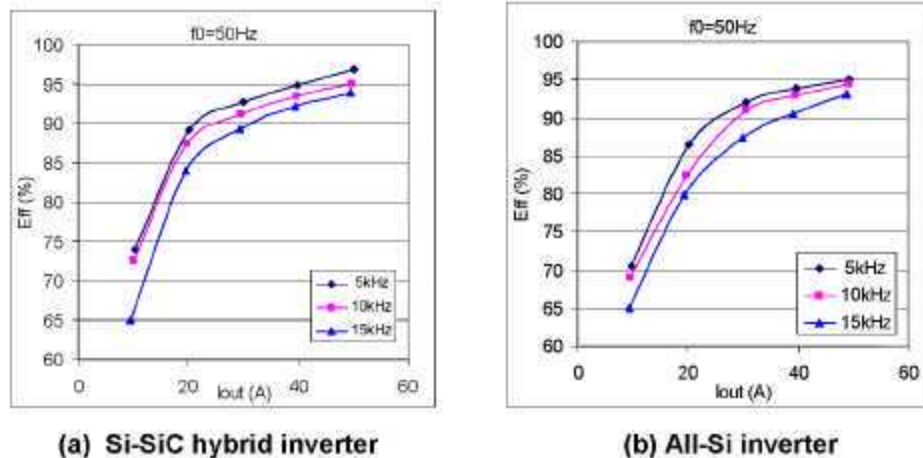 f0=50Hz
100
95
90
85
80
75
70
65
60
Eff (%)
5kHz
10kHz
15kHz
0
20
40
60
Iout (A)
(a) Si-SiC hybrid inverter
f0=50Hz
100
95
90
85
80
75
70
65
60
Eff (%)
5kHz
10kHz
15kHz
0
20
40
60
Iout (A)
(b) All-Si inverter